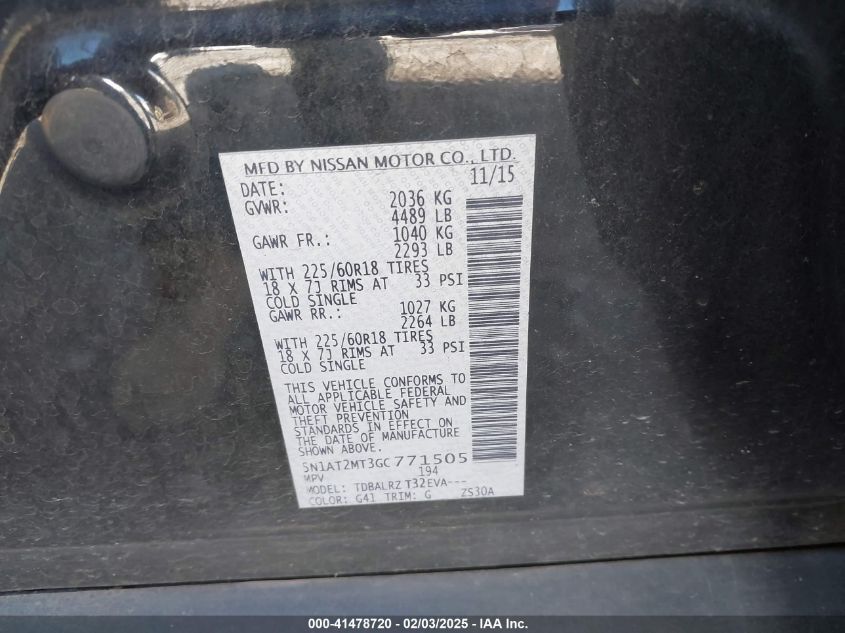 MFD BY NISSAN MOTOR CO., LTD.
DATE: 11/15
GVWR: 2036 KG
4489 LB
GAWR FR.: 1040 KG
2293 LB
WITH 225/60R18 TIRES
18 X 7J RIMS AT 33 PSI
COLD SINGLE
GAWR RR.: 1027 KG
2264 LB
WITH 225/60R18 TIRES
18 X 7J RIMS AT 33 PSI
COLD SINGLE
THIS VEHICLE CONFORMS TO
ALL APPLICABLE FEDERAL
MOTOR VEHICLE SAFETY AND
THEFT PREVENTION
STANDARDS IN EFFECT ON
THE DATE OF MANUFACTURE
SHOWN ABOVE.
5N1AT2MT3GC771505
MPV 194
MODEL: TDBALRZ T32EVA---
COLOR: G41 TRIM: G ZS30A
000-41478720 - 02/03/2025 - IAA Inc.